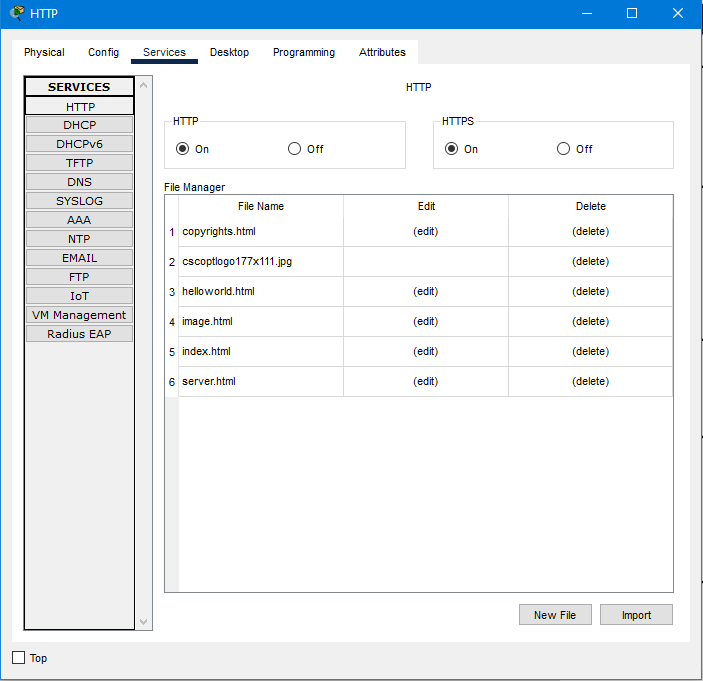 HTTP
Physical Config Services Desktop Programming Attributes
SERVICES
HTTP
DHCP
DHCPv6
TFTP
DNS
SYSLOG
AAA
NTP
EMAIL
FTP
IoT
VM Management
Radius EAP
HTTP
HTTP
On Off
HTTPS
On Off
File Manager
File Name Edit Delete
1 copyrights.html (edit) (delete)
2 cscoptlogo177x111.jpg (delete)
3 helloworld.html (edit) (delete)
4 image.html (edit) (delete)
5 index.html (edit) (delete)
6 server.html (edit) (delete)
New File Import
Top